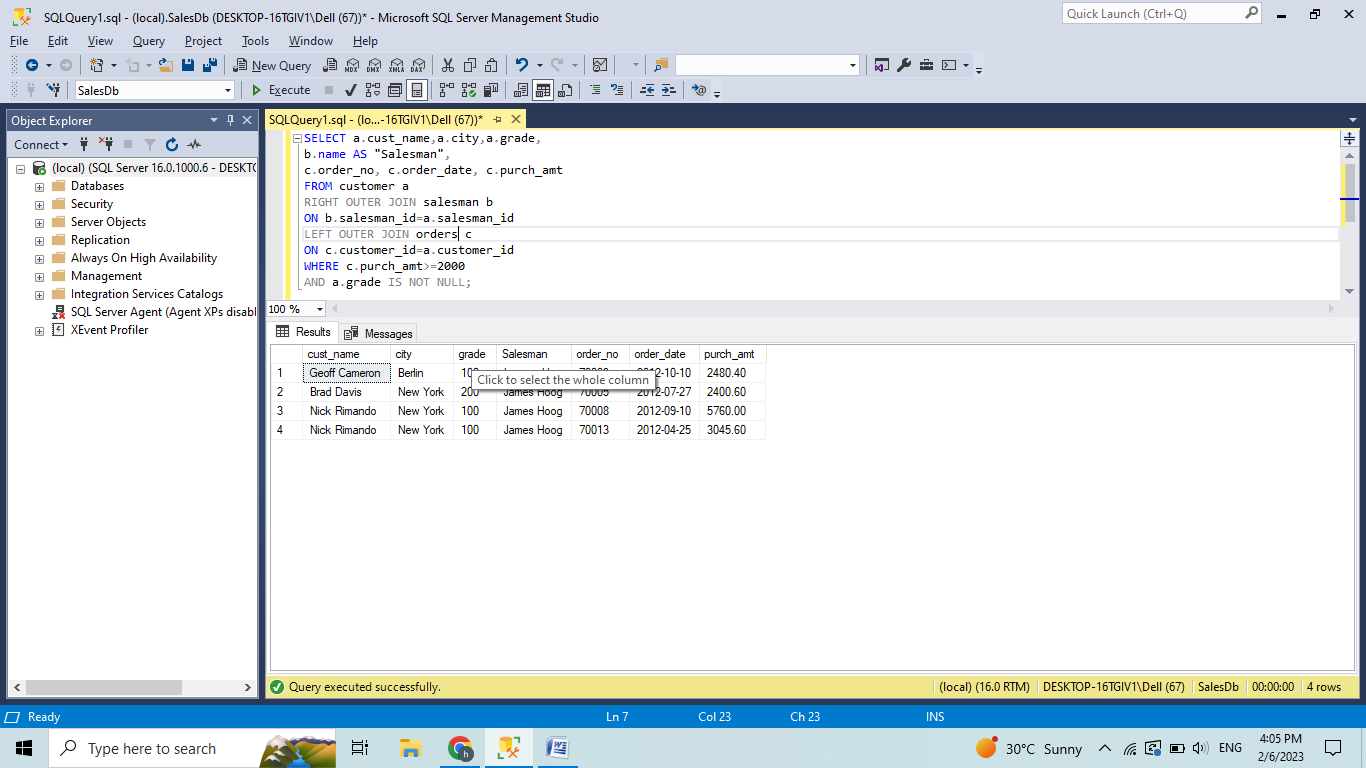 SQLQuery1.sql - (local).SalesDb (DESKTOP-16TGIV1\Dell (67))* - Microsoft SQL Server Management Studio
Quick Launch (Ctrl+Q)
File Edit View Query Project Tools Window Help
New Query MDX DMX XMLA DAX
SalesDb Execute
Object Explorer
SQLQuery1.sql - (lo...-16TGIV1\Dell (67))*
Connect
(local) (SQL Server 16.0.1000.6 - DESKT
Databases
Security
Server Objects
Replication
Always On High Availability
Management
Integration Services Catalogs
SQL Server Agent (Agent XPs disabl
XEvent Profiler
SELECT a.cust_name,a.city,a.grade,
b.name AS "Salesman",
c.order_no, c.order_date, c.purch_amt
FROM customer a
RIGHT OUTER JOIN salesman b
ON b.salesman_id=a.salesman_id
LEFT OUTER JOIN orders c
ON c.customer_id=a.customer_id
WHERE c.purch_amt>=2000
AND a.grade IS NOT NULL;
100 %
Results Messages
cust_name city grade Salesman order_no order_date purch_amt
1 Geoff Cameron Berlin 2012-10-10 2480.40
Click to select the whole column
2 Brad Davis New York 200 James Hoog 70005 2012-07-27 2400.60
3 Nick Rimando New York 100 James Hoog 70008 2012-09-10 5760.00
4 Nick Rimando New York 100 James Hoog 70013 2012-04-25 3045.60
Query executed successfully.
(local) (16.0 RTM) DESKTOP-16TGIV1\Dell (67) SalesDb 00:00:00 4 rows
Ready Ln 7 Col 23 Ch 23 INS
Type here to search
30°C Sunny ENG
4:05 PM
2/6/2023